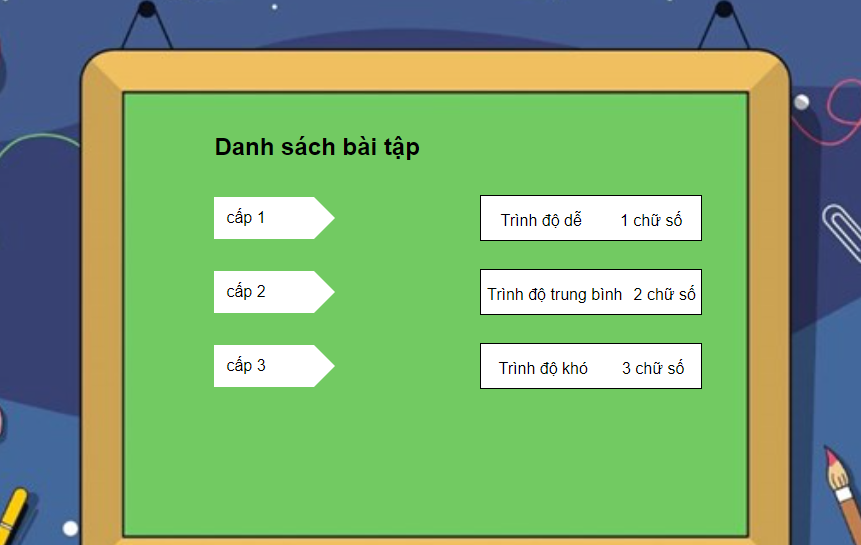 Danh sách bài tập
cấp 1
Trình độ dễ 1 chữ số
cấp 2
Trình độ trung bình 2 chữ số
cấp 3
Trình độ khó 3 chữ số